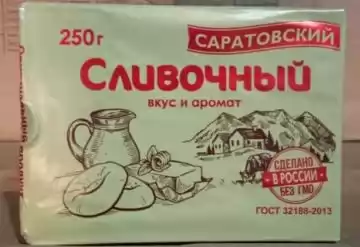 250г
САРАТОВСКИЙ
Сливочный
вкус и аромат
СДЕЛАНО
В РОССИИ
БЕЗ ГМО
ГОСТ 32188-2013